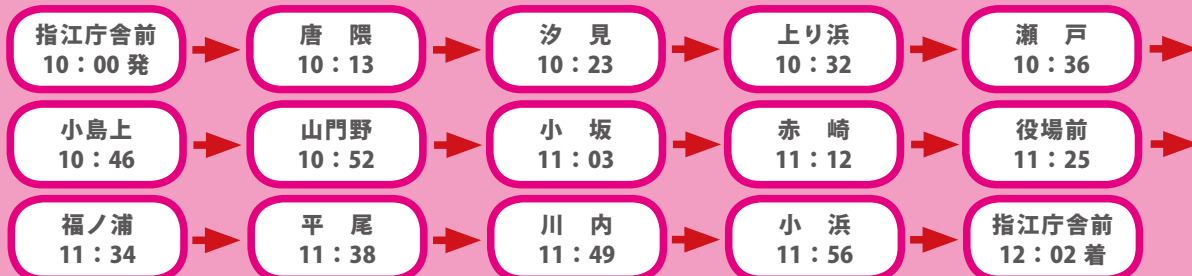 指江庁舎前
10：00 発
唐　隈
10：13
汐　見
10：23
上り浜
10：32
瀬　戸
10：36
小島上
10：46
山門野
10：52
小　坂
11：03
赤　崎
11：12
役場前
11：25
福ノ浦
11：34
平　尾
11：38
川　内
11：49
小　浜
11：56
指江庁舎前
12：02 着